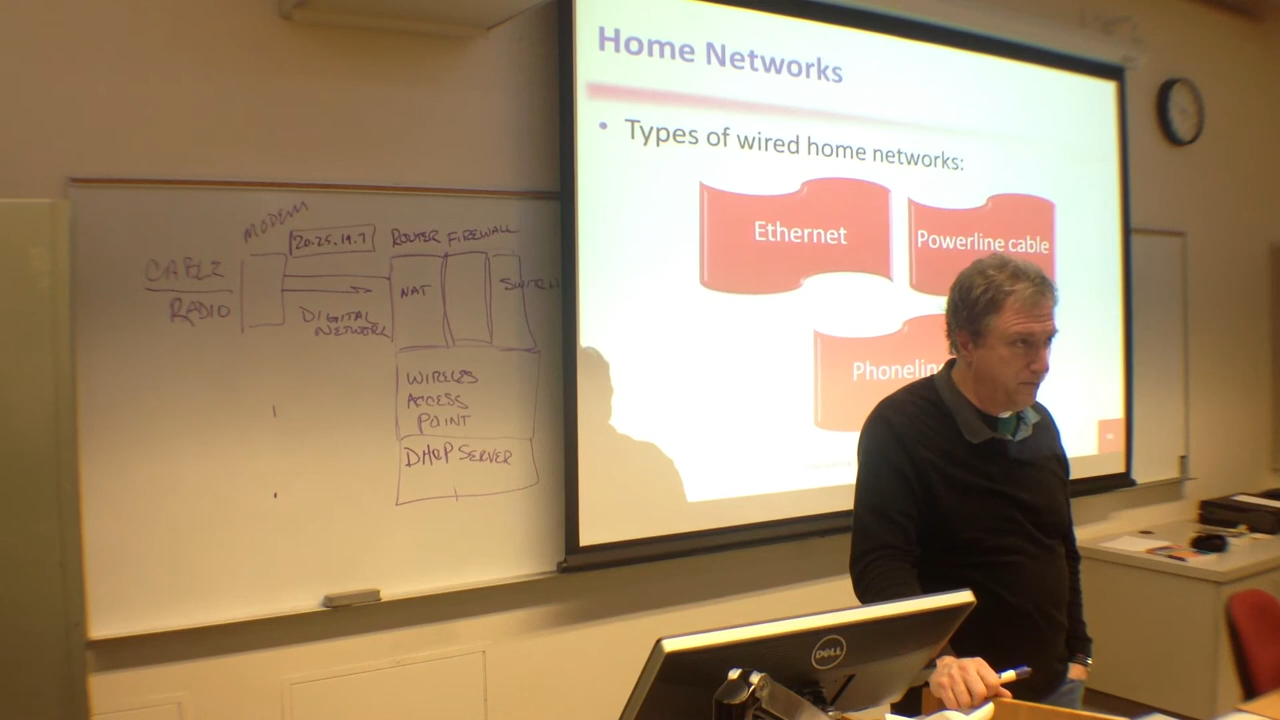 Home Networks
• Types of wired home networks:
Ethernet
Powerline cable
Phoneline
MODEM
20.25.19.7
ROUTER FIREWALL
CABLE
RADIO
NAT
SWITCH
DIGITAL
NETWORK
WIRELESS
ACCESS
POINT
DHCP SERVER
DELL